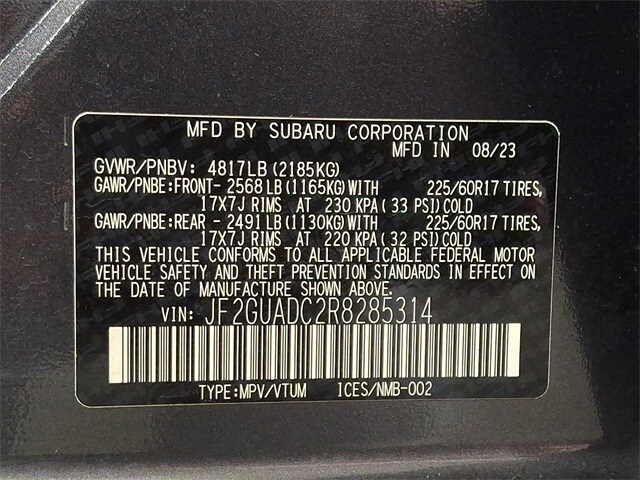 MFD BY SUBARU CORPORATION
MFD IN 08/23
GVWR/PNBV: 4817LB (2185KG)
GAWR/PNBE:FRONT- 2568LB(1165KG)WITH 225/60R17 TIRES,
17X7J RIMS AT 230 KPA (33 PSI)COLD
GAWR/PNBE:REAR - 2491LB(1130KG)WITH 225/60R17 TIRES,
17X7J RIMS AT 220 KPA (32 PSI)COLD
THIS VEHICLE CONFORMS TO ALL APPLICABLE FEDERAL MOTOR
VEHICLE SAFETY AND THEFT PREVENTION STANDARDS IN EFFECT ON
THE DATE OF MANUFACTURE SHOWN ABOVE.
VIN: JF2GUADC2R8285314
TYPE:MPV/VTUM ICES/NMB-002